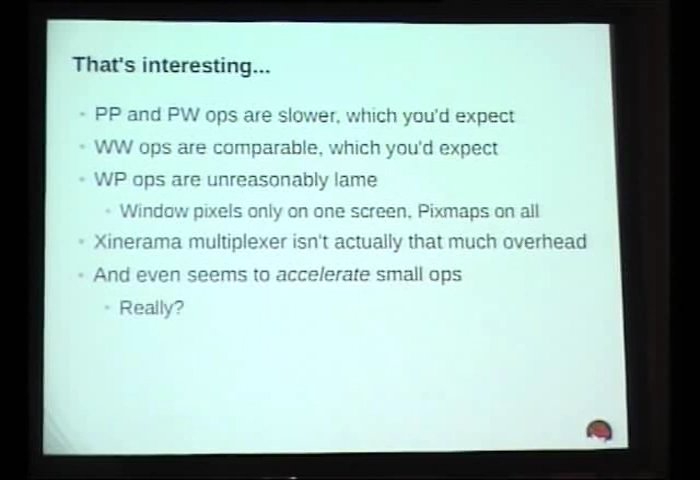 That's interesting...
PP and PW ops are slower, which you'd expect
WW ops are comparable, which you'd expect
WP ops are unreasonably lame
Window pixels only on one screen, Pixmaps on all
Xinerama multiplexer isn't actually that much overhead
And even seems to accelerate small ops
Really?